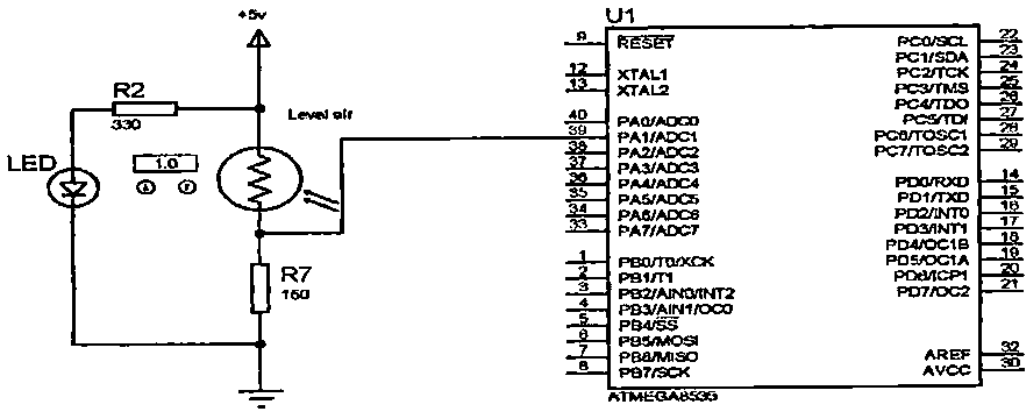 +5v
R2
330
LED
1.0
Level air
R7
150
U1
9 RESET
12 XTAL1
13 XTAL2
40 PA0/ADC0
39 PA1/ADC1
38 PA2/ADC2
37 PA3/ADC3
36 PA4/ADC4
35 PA5/ADC5
34 PA6/ADC6
33 PA7/ADC7
1 PB0/T0/XCK
2 PB1/T1
3 PB2/AIN0/INT2
4 PB3/AIN1/OC0
5 PB4/SS
6 PB5/MOSI
7 PB6/MISO
8 PB7/SCK
PC0/SCL 22
PC1/SDA 23
PC2/TCK 24
PC3/TMS 25
PC4/TDO 26
PC5/TDI 27
PC6/TOSC1 28
PC7/TOSC2 29
PD0/RXD 14
PD1/TXD 15
PD2/INT0 16
PD3/INT1 17
PD4/OC1B 18
PD5/OC1A 19
PD6/ICP1 20
PD7/OC2 21
AREF 32
AVCC 30
ATMEGA8535